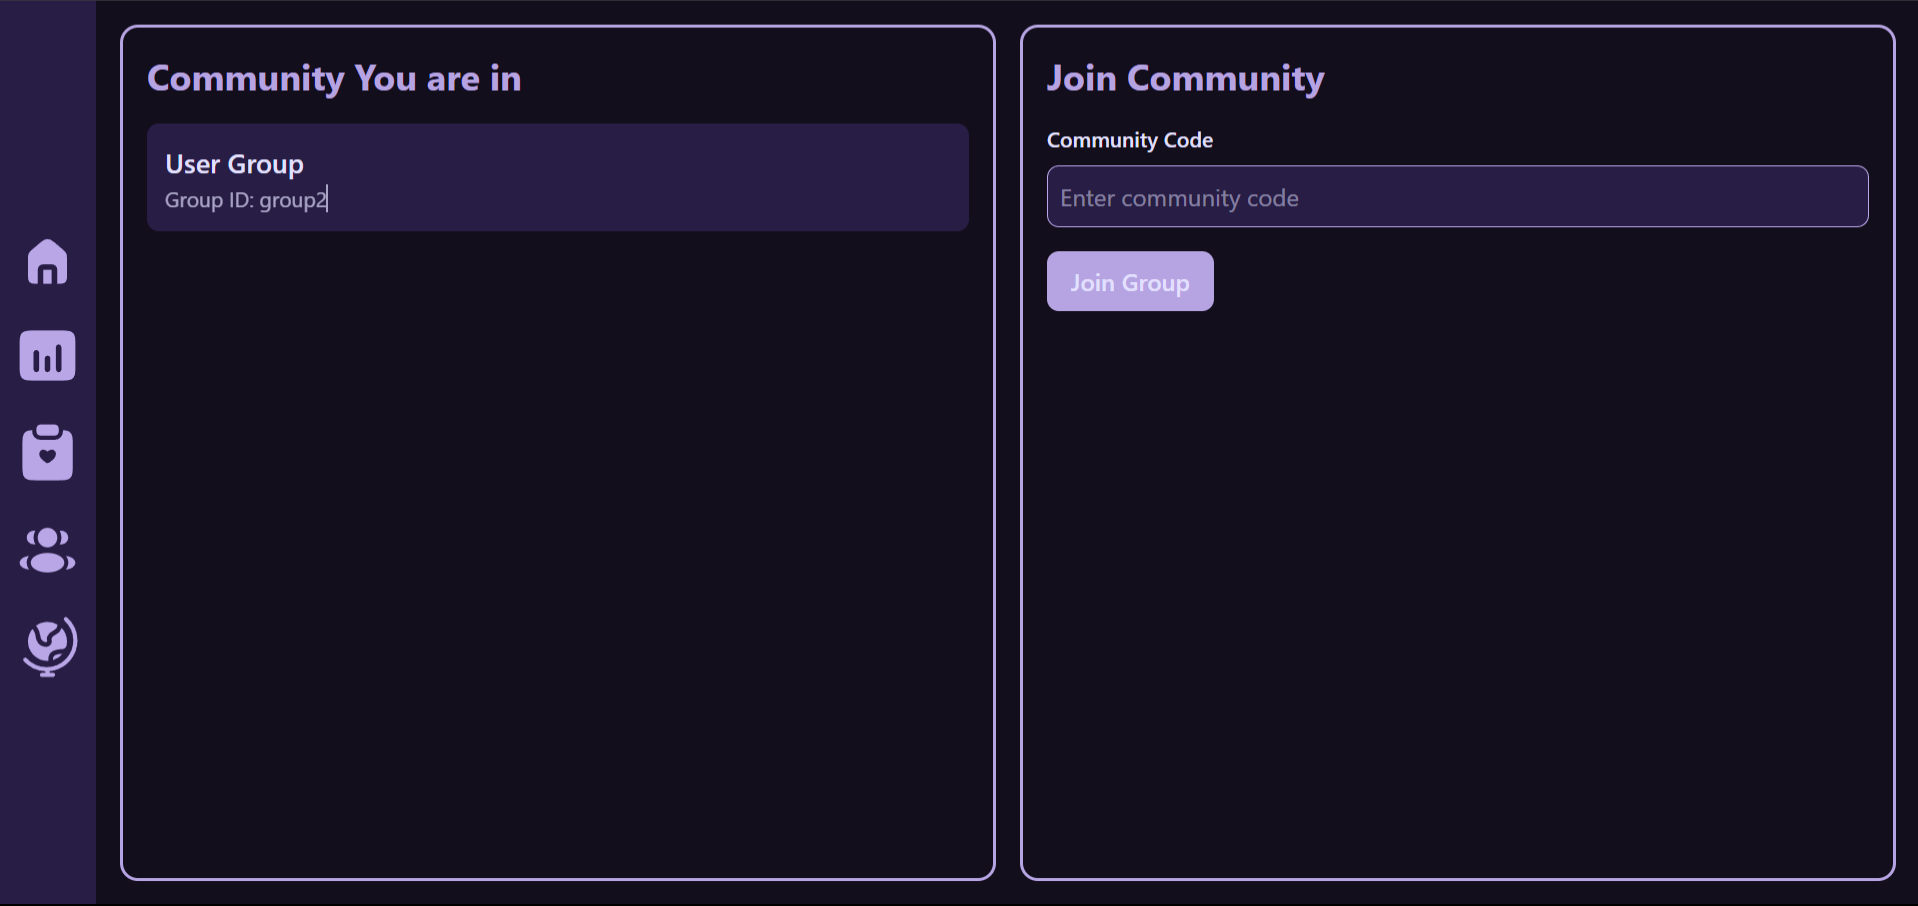 Community You are in
User Group
Group ID: group2
Join Community
Community Code
Enter community code
Join Group